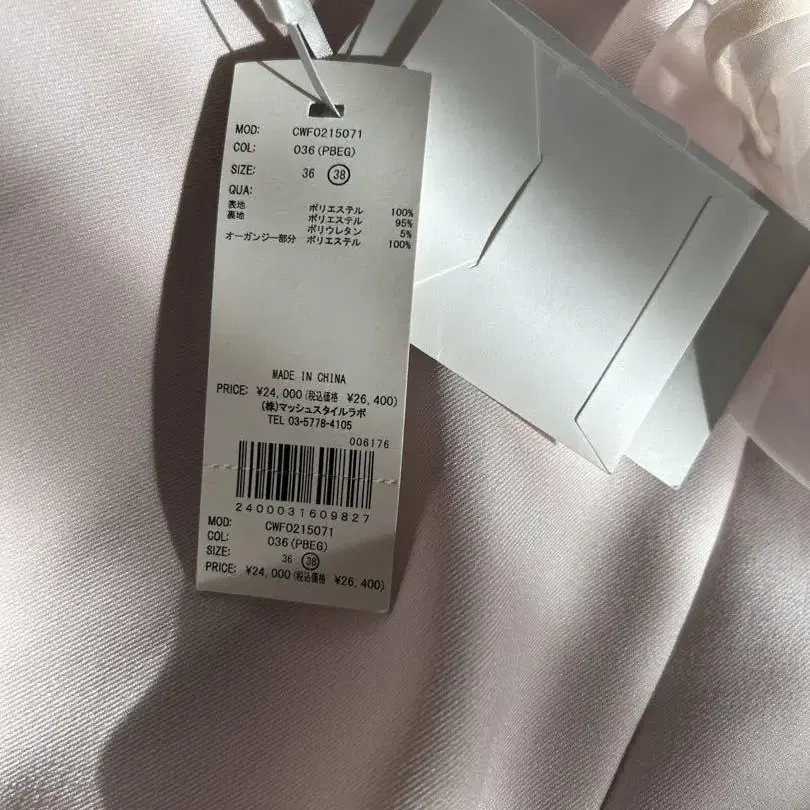 MOD: CWF0215071
COL: 036(PBEG)
SIZE: 36 38
QUA:
表地 ポリエステル 100%
裏地 ポリエステル 95%
ポリウレタン 5%
オーガンジー部分 ポリエステル 100%
MADE IN CHINA
PRICE: ¥24,000(税込価格 ¥26,400)
(株)マッシュスタイルラボ
TEL 03-5778-4105
006176
2400031609827
MOD: CWF0215071
COL: 036(PBEG)
SIZE: 36 38
PRICE: ¥24,000(税込価格 ¥26,400)